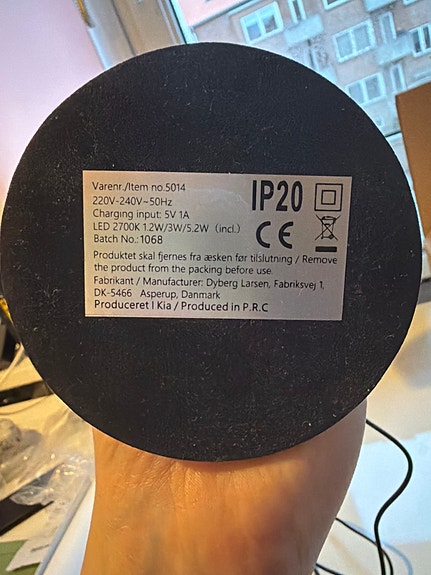 Varenr./Item no.5014
220V-240V~50Hz
Charging input: 5V 1A
LED 2700K 1.2W/3W/5.2W (incl.)
Batch No.: 1068
IP20
CE
Produktet skal fjernes fra æsken før tilslutning / Remove
the product from the packing before use.
Fabrikant / Manufacturer: Dyberg Larsen, Fabriksvej 1,
DK-5466 Asperup, Danmark
Produceret I Kia / Produced in P.R.C